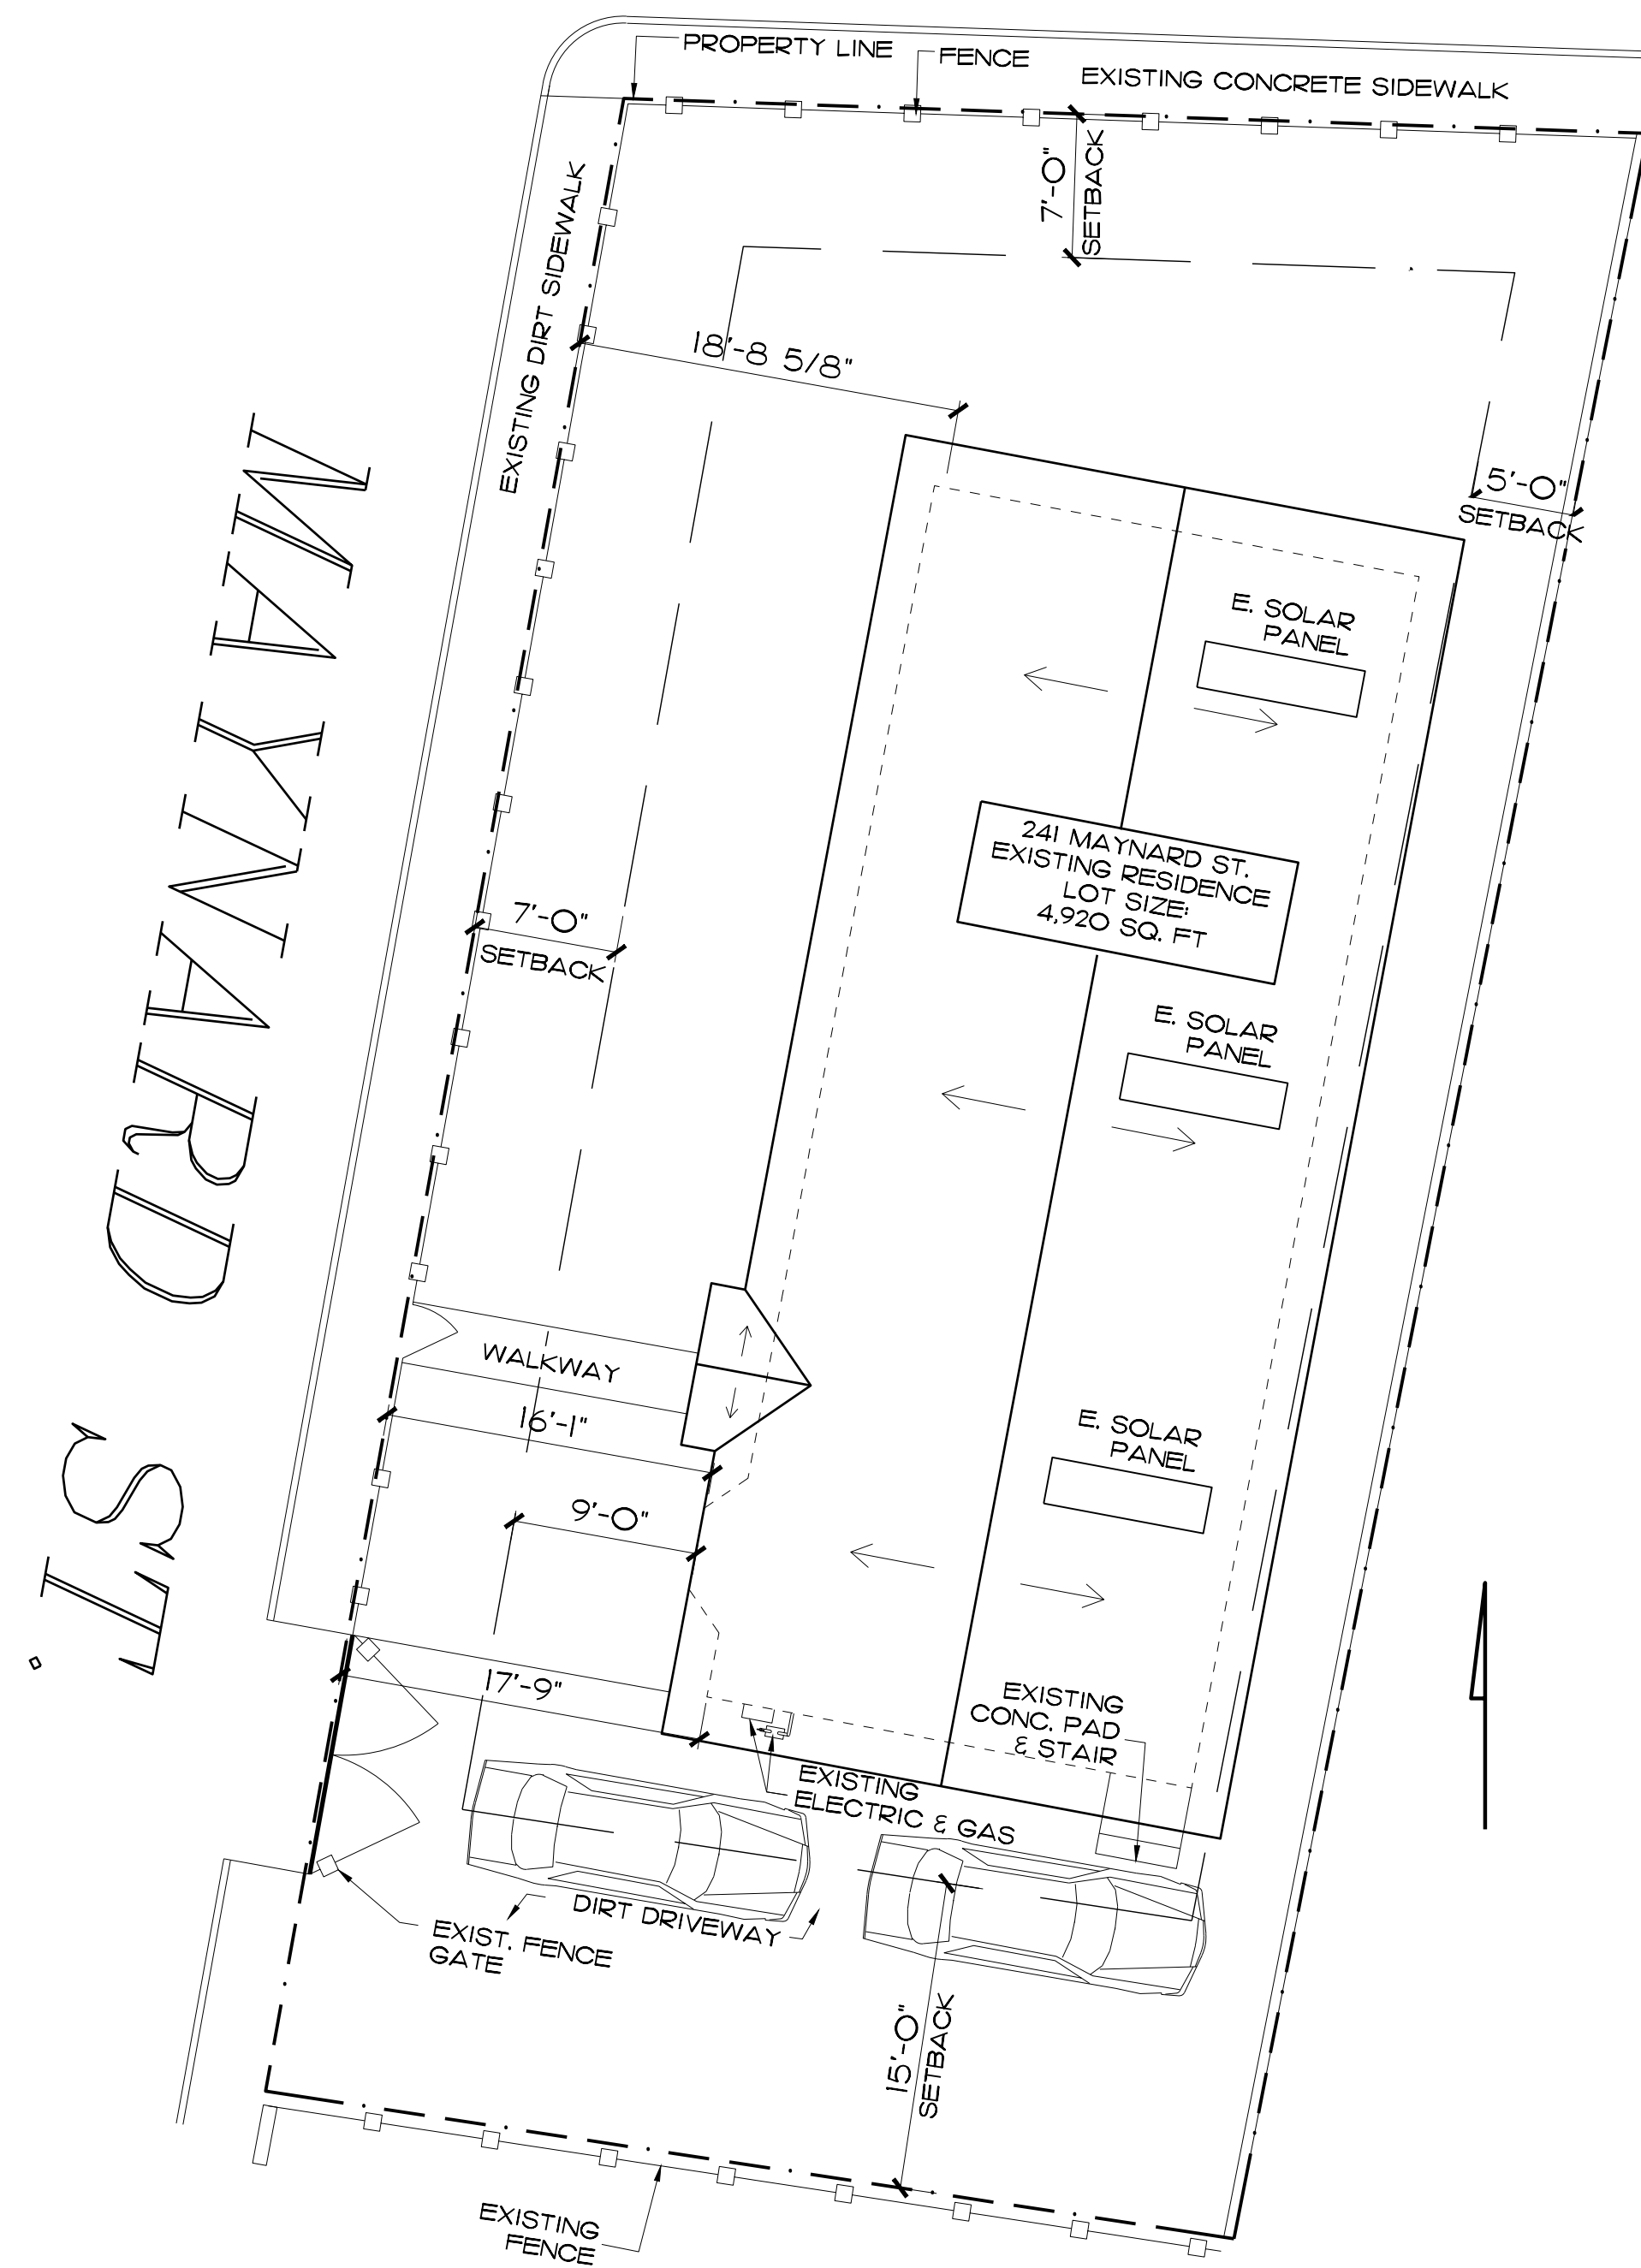 PROPERTY LINE
FENCE
EXISTING CONCRETE SIDEWALK
7'-0"
SETBACK
EXISTING DIRT SIDEWALK
18'-8 5/8"
5'-0"
SETBACK
MAYNARD ST.
E. SOLAR
PANEL
241 MAYNARD ST.
EXISTING RESIDENCE
LOT SIZE:
4,920 SQ. FT
7'-0"
SETBACK
E. SOLAR
PANEL
WALKWAY
16'-1"
E. SOLAR
PANEL
9'-0"
17'-9"
EXISTING
CONC. PAD
& STAIR
EXISTING
ELECTRIC & GAS
DIRT DRIVEWAY
EXIST. FENCE
GATE
15'-0"
SETBACK
EXISTING
FENCE